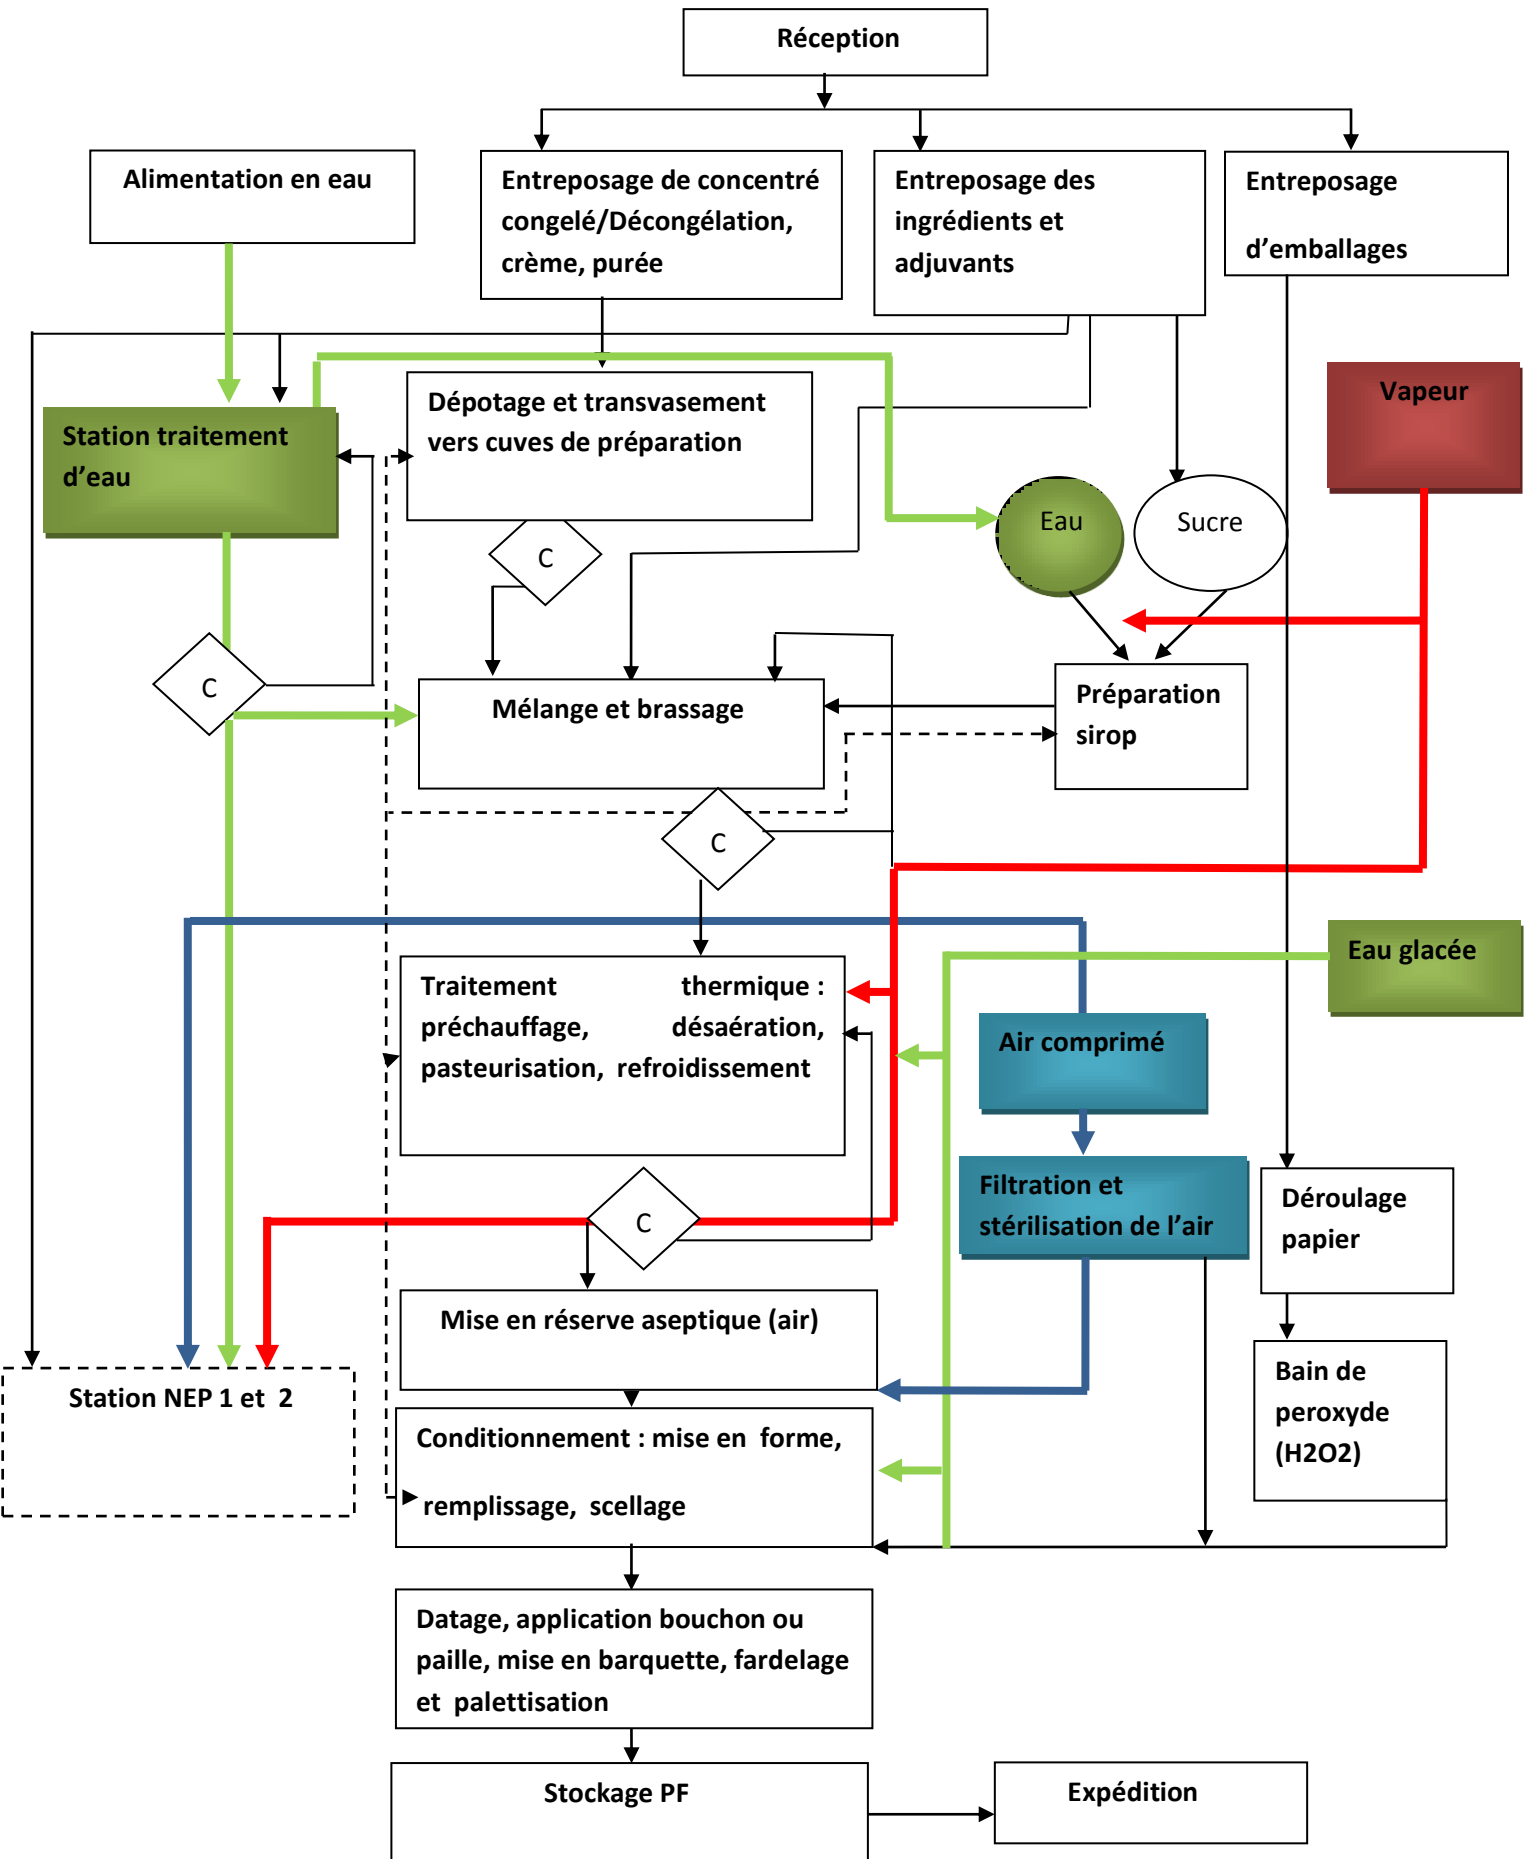 Réception
Alimentation en eau
Entreposage de concentré
congelé/Décongélation,
crème, purée
Entreposage des
ingrédients et
adjuvants
Entreposage
d’emballages
Vapeur
Station traitement
d’eau
Dépotage et transvasement
vers cuves de préparation
Eau
Sucre
C
C
Mélange et brassage
Préparation
sirop
C
Eau glacée
Traitement thermique :
préchauffage, désaération,
pasteurisation, refroidissement
Air comprimé
Filtration et
stérilisation de l’air
Déroulage
papier
C
Mise en réserve aseptique (air)
Station NEP 1 et 2
Bain de
peroxyde
(H2O2)
Conditionnement : mise en forme,
remplissage, scellage
Datage, application bouchon ou
paille, mise en barquette, fardelage
et palettisation
Stockage PF
Expédition